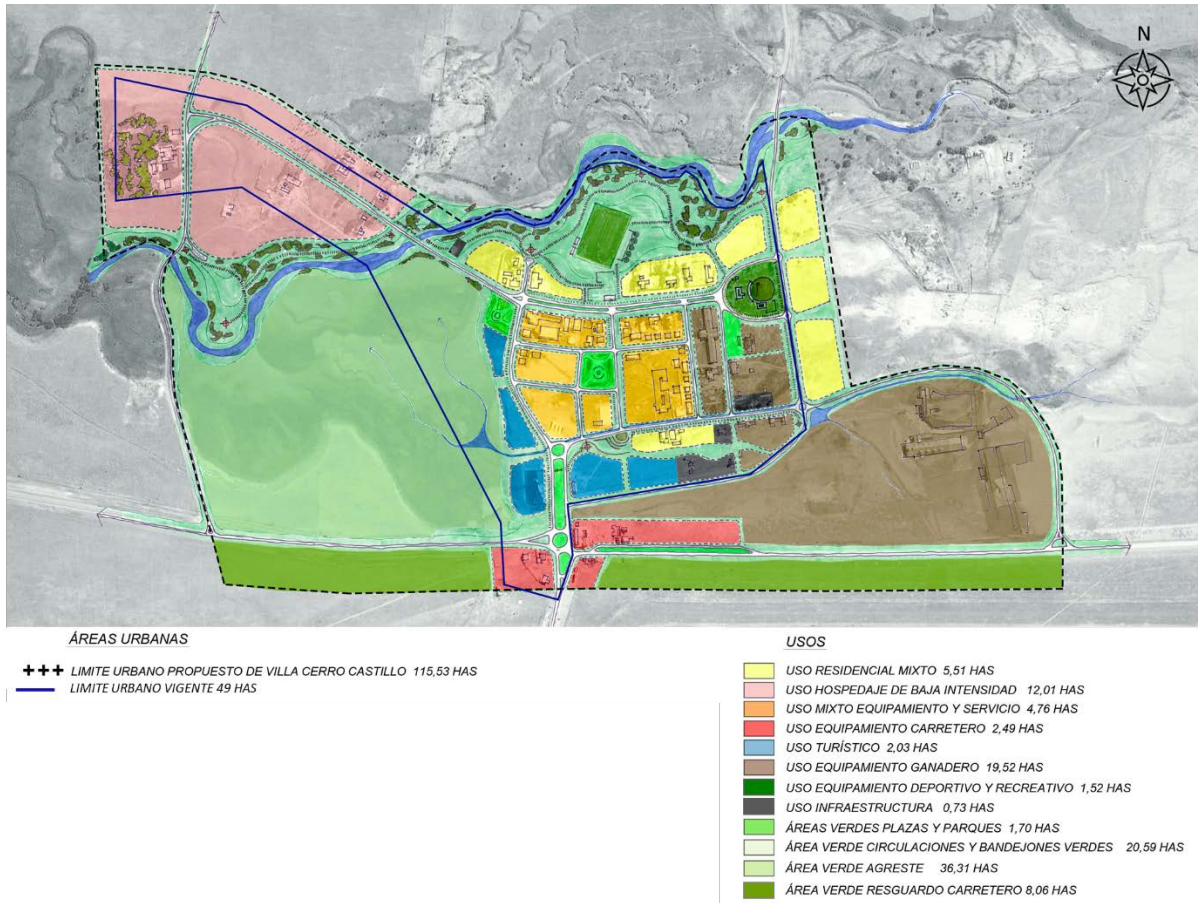 N
ÁREAS URBANAS
LIMITE URBANO PROPUESTO DE VILLA CERRO CASTILLO 115,53 HAS
LIMITE URBANO VIGENTE 49 HAS
USOS
USO RESIDENCIAL MIXTO 5,51 HAS
USO HOSPEDAJE DE BAJA INTENSIDAD 12,01 HAS
USO MIXTO EQUIPAMIENTO Y SERVICIO 4,76 HAS
USO EQUIPAMIENTO CARRETERO 2,49 HAS
USO TURÍSTICO 2,03 HAS
USO EQUIPAMIENTO GANADERO 19,52 HAS
USO EQUIPAMIENTO DEPORTIVO Y RECREATIVO 1,52 HAS
USO INFRAESTRUCTURA 0,73 HAS
ÁREAS VERDES PLAZAS Y PARQUES 1,70 HAS
ÁREA VERDE CIRCULACIONES Y BANDEJONES VERDES 20,59 HAS
ÁREA VERDE AGRESTE 36,31 HAS
ÁREA VERDE RESGUARDO CARRETERO 8,06 HAS